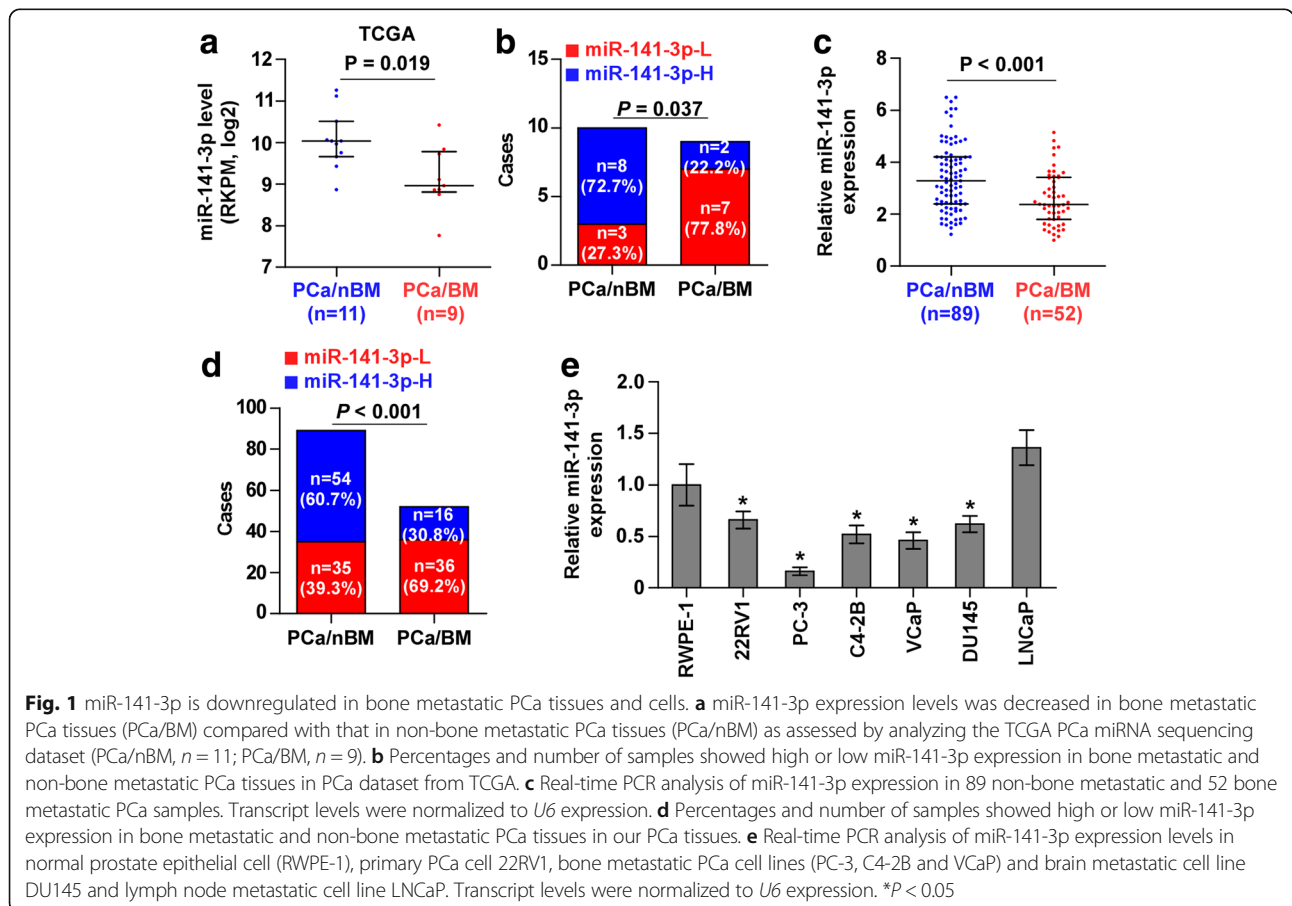 a
TCGA
P = 0.019
miR-141-3p level
(RKPM, log2)
12
11
10
9
8
7
PCa/nBM
(n=11)
PCa/BM
(n=9)
b
miR-141-3p-L
miR-141-3p-H
P = 0.037
Cases
15
10
5
0
n=8
(72.7%)
n=3
(27.3%)
n=2
(22.2%)
n=7
(77.8%)
PCa/nBM
PCa/BM
c
P < 0.001
Relative miR-141-3p
expression
8
6
4
2
0
PCa/nBM
(n=89)
PCa/BM
(n=52)
d
miR-141-3p-L
miR-141-3p-H
P < 0.001
Cases
100
80
60
40
20
0
n=54
(60.7%)
n=35
(39.3%)
n=16
(30.8%)
n=36
(69.2%)
PCa/nBM
PCa/BM
e
Relative miR-141-3p
expression
2.0
1.5
1.0
0.5
0
*
*
*
*
*
RWPE-1
22RV1
PC-3
C4-2B
VCaP
DU145
LNCaP
Fig. 1 miR-141-3p is downregulated in bone metastatic PCa tissues and cells. a miR-141-3p expression levels was decreased in bone metastatic
PCa tissues (PCa/BM) compared with that in non-bone metastatic PCa tissues (PCa/nBM) as assessed by analyzing the TCGA PCa miRNA sequencing
dataset (PCa/nBM, n = 11; PCa/BM, n = 9). b Percentages and number of samples showed high or low miR-141-3p expression in bone metastatic and
non-bone metastatic PCa tissues in PCa dataset from TCGA. c Real-time PCR analysis of miR-141-3p expression in 89 non-bone metastatic and 52 bone
metastatic PCa samples. Transcript levels were normalized to U6 expression. d Percentages and number of samples showed high or low miR-141-3p
expression in bone metastatic and non-bone metastatic PCa tissues in our PCa tissues. e Real-time PCR analysis of miR-141-3p expression levels in
normal prostate epithelial cell (RWPE-1), primary PCa cell 22RV1, bone metastatic PCa cell lines (PC-3, C4-2B and VCaP) and brain metastatic cell line
DU145 and lymph node metastatic cell line LNCaP. Transcript levels were normalized to U6 expression. *P < 0.05